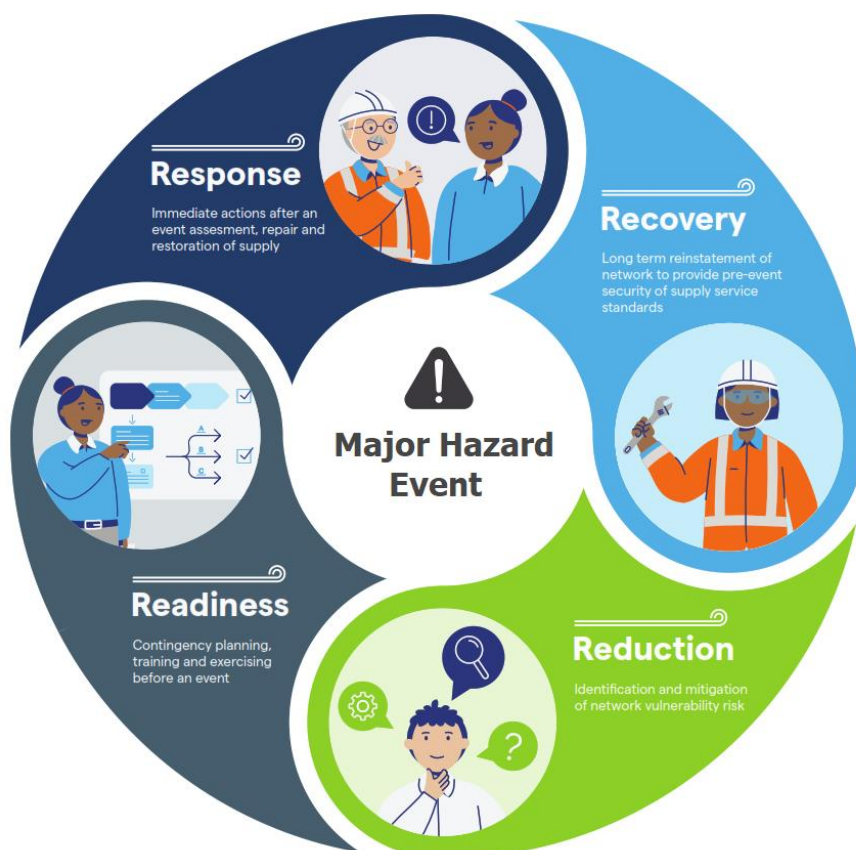 Response
Immediate actions after an
event assesment, repair and
restoration of supply
Recovery
Long term reinstatement of
network to provide pre-event
security of supply service
standards
Major Hazard
Event
A
B
C
Readiness
Contingency planning,
training and exercising
before an event
Reduction
Identification and mitigation
of network vulnerability risk
?